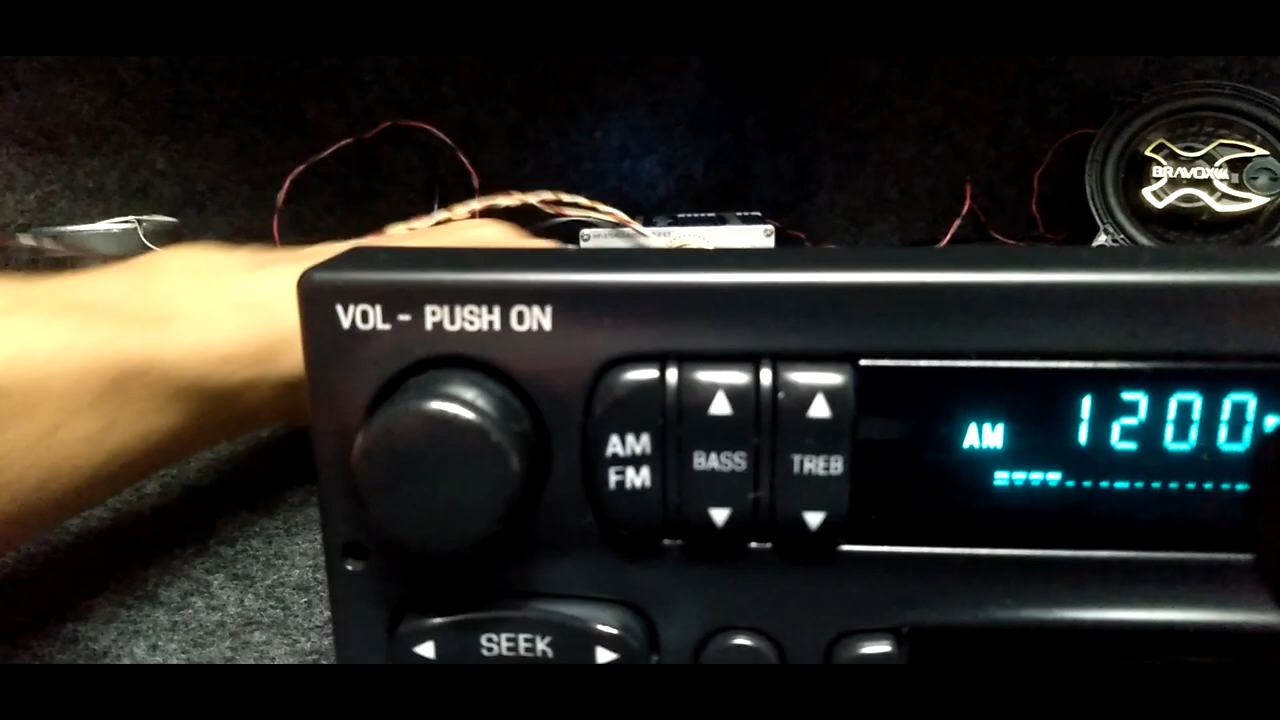 BRAVOX
VOL - PUSH ON
AM
FM
BASS
TREB
AM 1200
SEEK